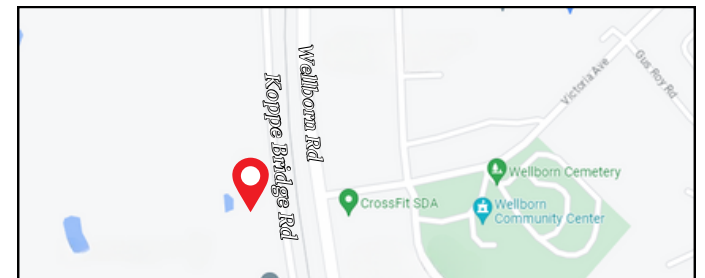 Wellborn Rd
Koppe Bridge Rd
Victoria Ave
Gus Roy Rd
Wellborn Cemetery
CrossFit SDA
Wellborn
Community Center